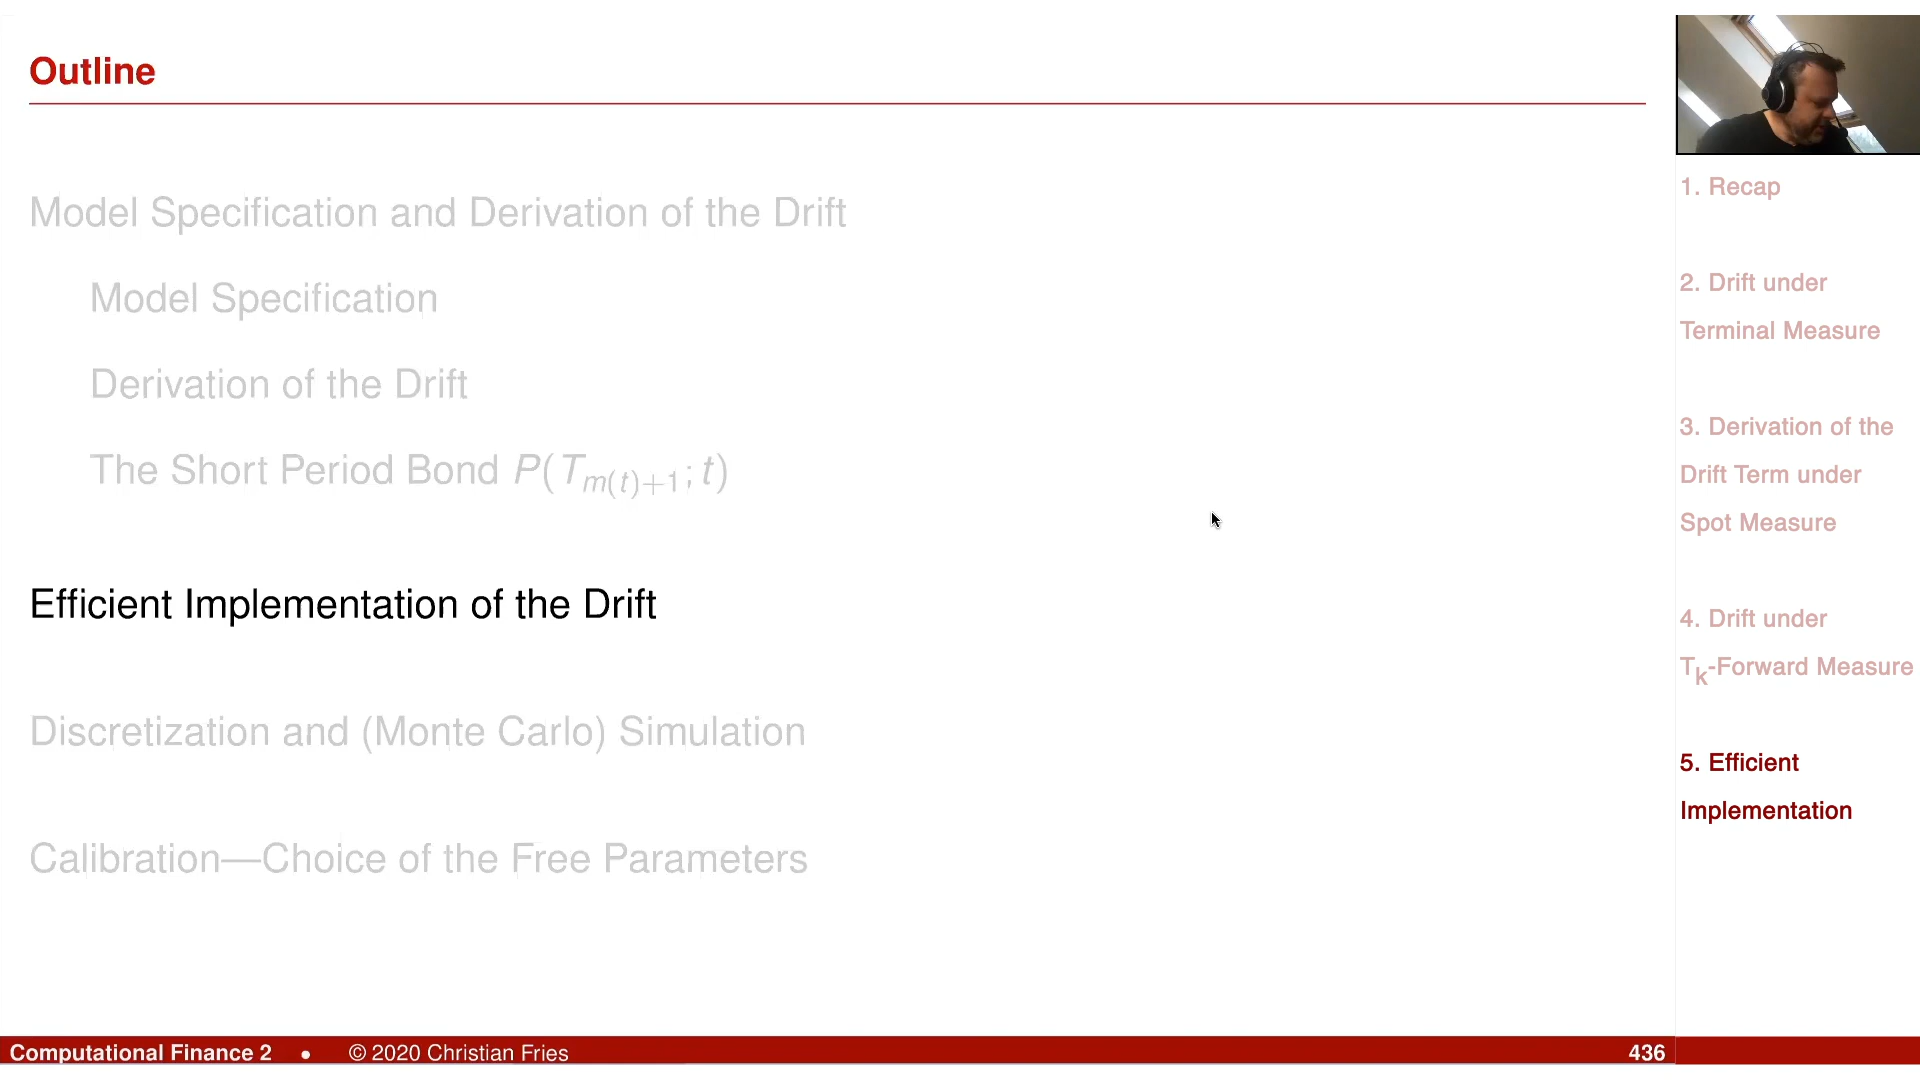 Outline
Model Specification and Derivation of the Drift
Model Specification
Derivation of the Drift
The Short Period Bond P(T_{m(t)+1}; t)
Efficient Implementation of the Drift
Discretization and (Monte Carlo) Simulation
Calibration—Choice of the Free Parameters
1. Recap
2. Drift under
Terminal Measure
3. Derivation of the
Drift Term under
Spot Measure
4. Drift under
T_k-Forward Measure
5. Efficient
Implementation
Computational Finance 2 • © 2020 Christian Fries 436